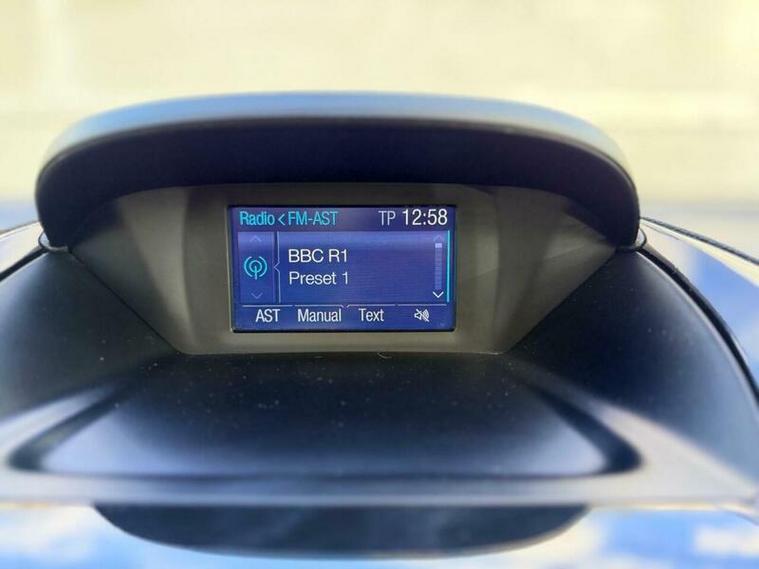 Radio < FM-AST TP 12:58
BBC R1
Preset 1
AST Manual Text